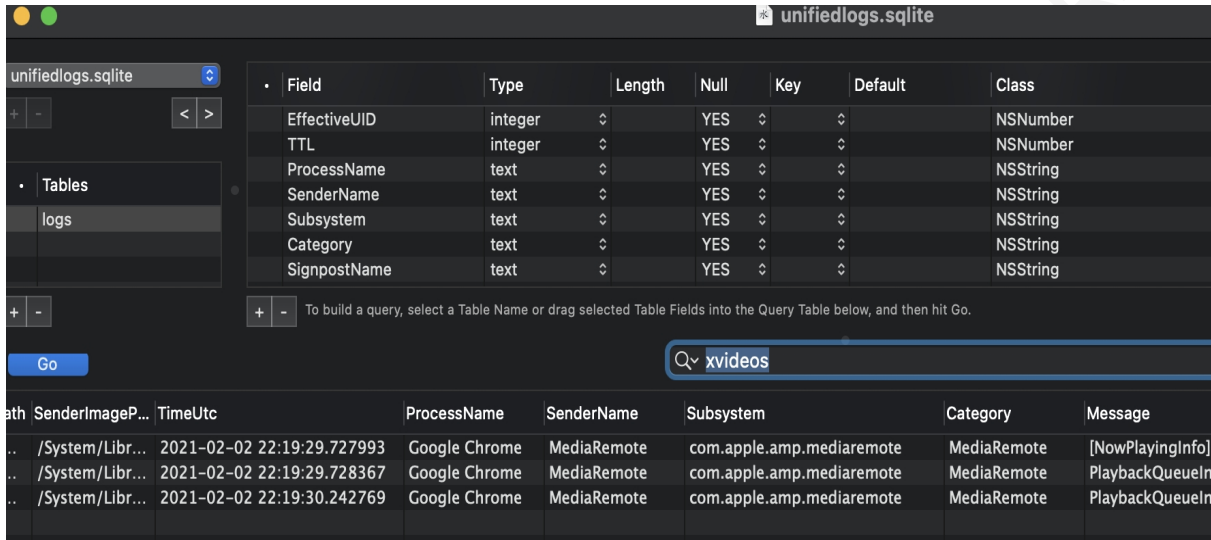 unifiedlogs.sqlite
unifiedlogs.sqlite
+ - < >
• Tables
logs
+ -
• Field Type Length Null Key Default Class
EffectiveUID integer YES NSNumber
TTL integer YES NSNumber
ProcessName text YES NSString
SenderName text YES NSString
Subsystem text YES NSString
Category text YES NSString
SignpostName text YES NSString
+ - To build a query, select a Table Name or drag selected Table Fields into the Query Table below, and then hit Go.
Go
xvideos
ath SenderImageP... TimeUtc ProcessName SenderName Subsystem Category Message
.. /System/Libr... 2021-02-02 22:19:29.727993 Google Chrome MediaRemote com.apple.amp.mediaremote MediaRemote [NowPlayingInfo]
.. /System/Libr... 2021-02-02 22:19:29.728367 Google Chrome MediaRemote com.apple.amp.mediaremote MediaRemote PlaybackQueueIn
.. /System/Libr... 2021-02-02 22:19:30.242769 Google Chrome MediaRemote com.apple.amp.mediaremote MediaRemote PlaybackQueueIn